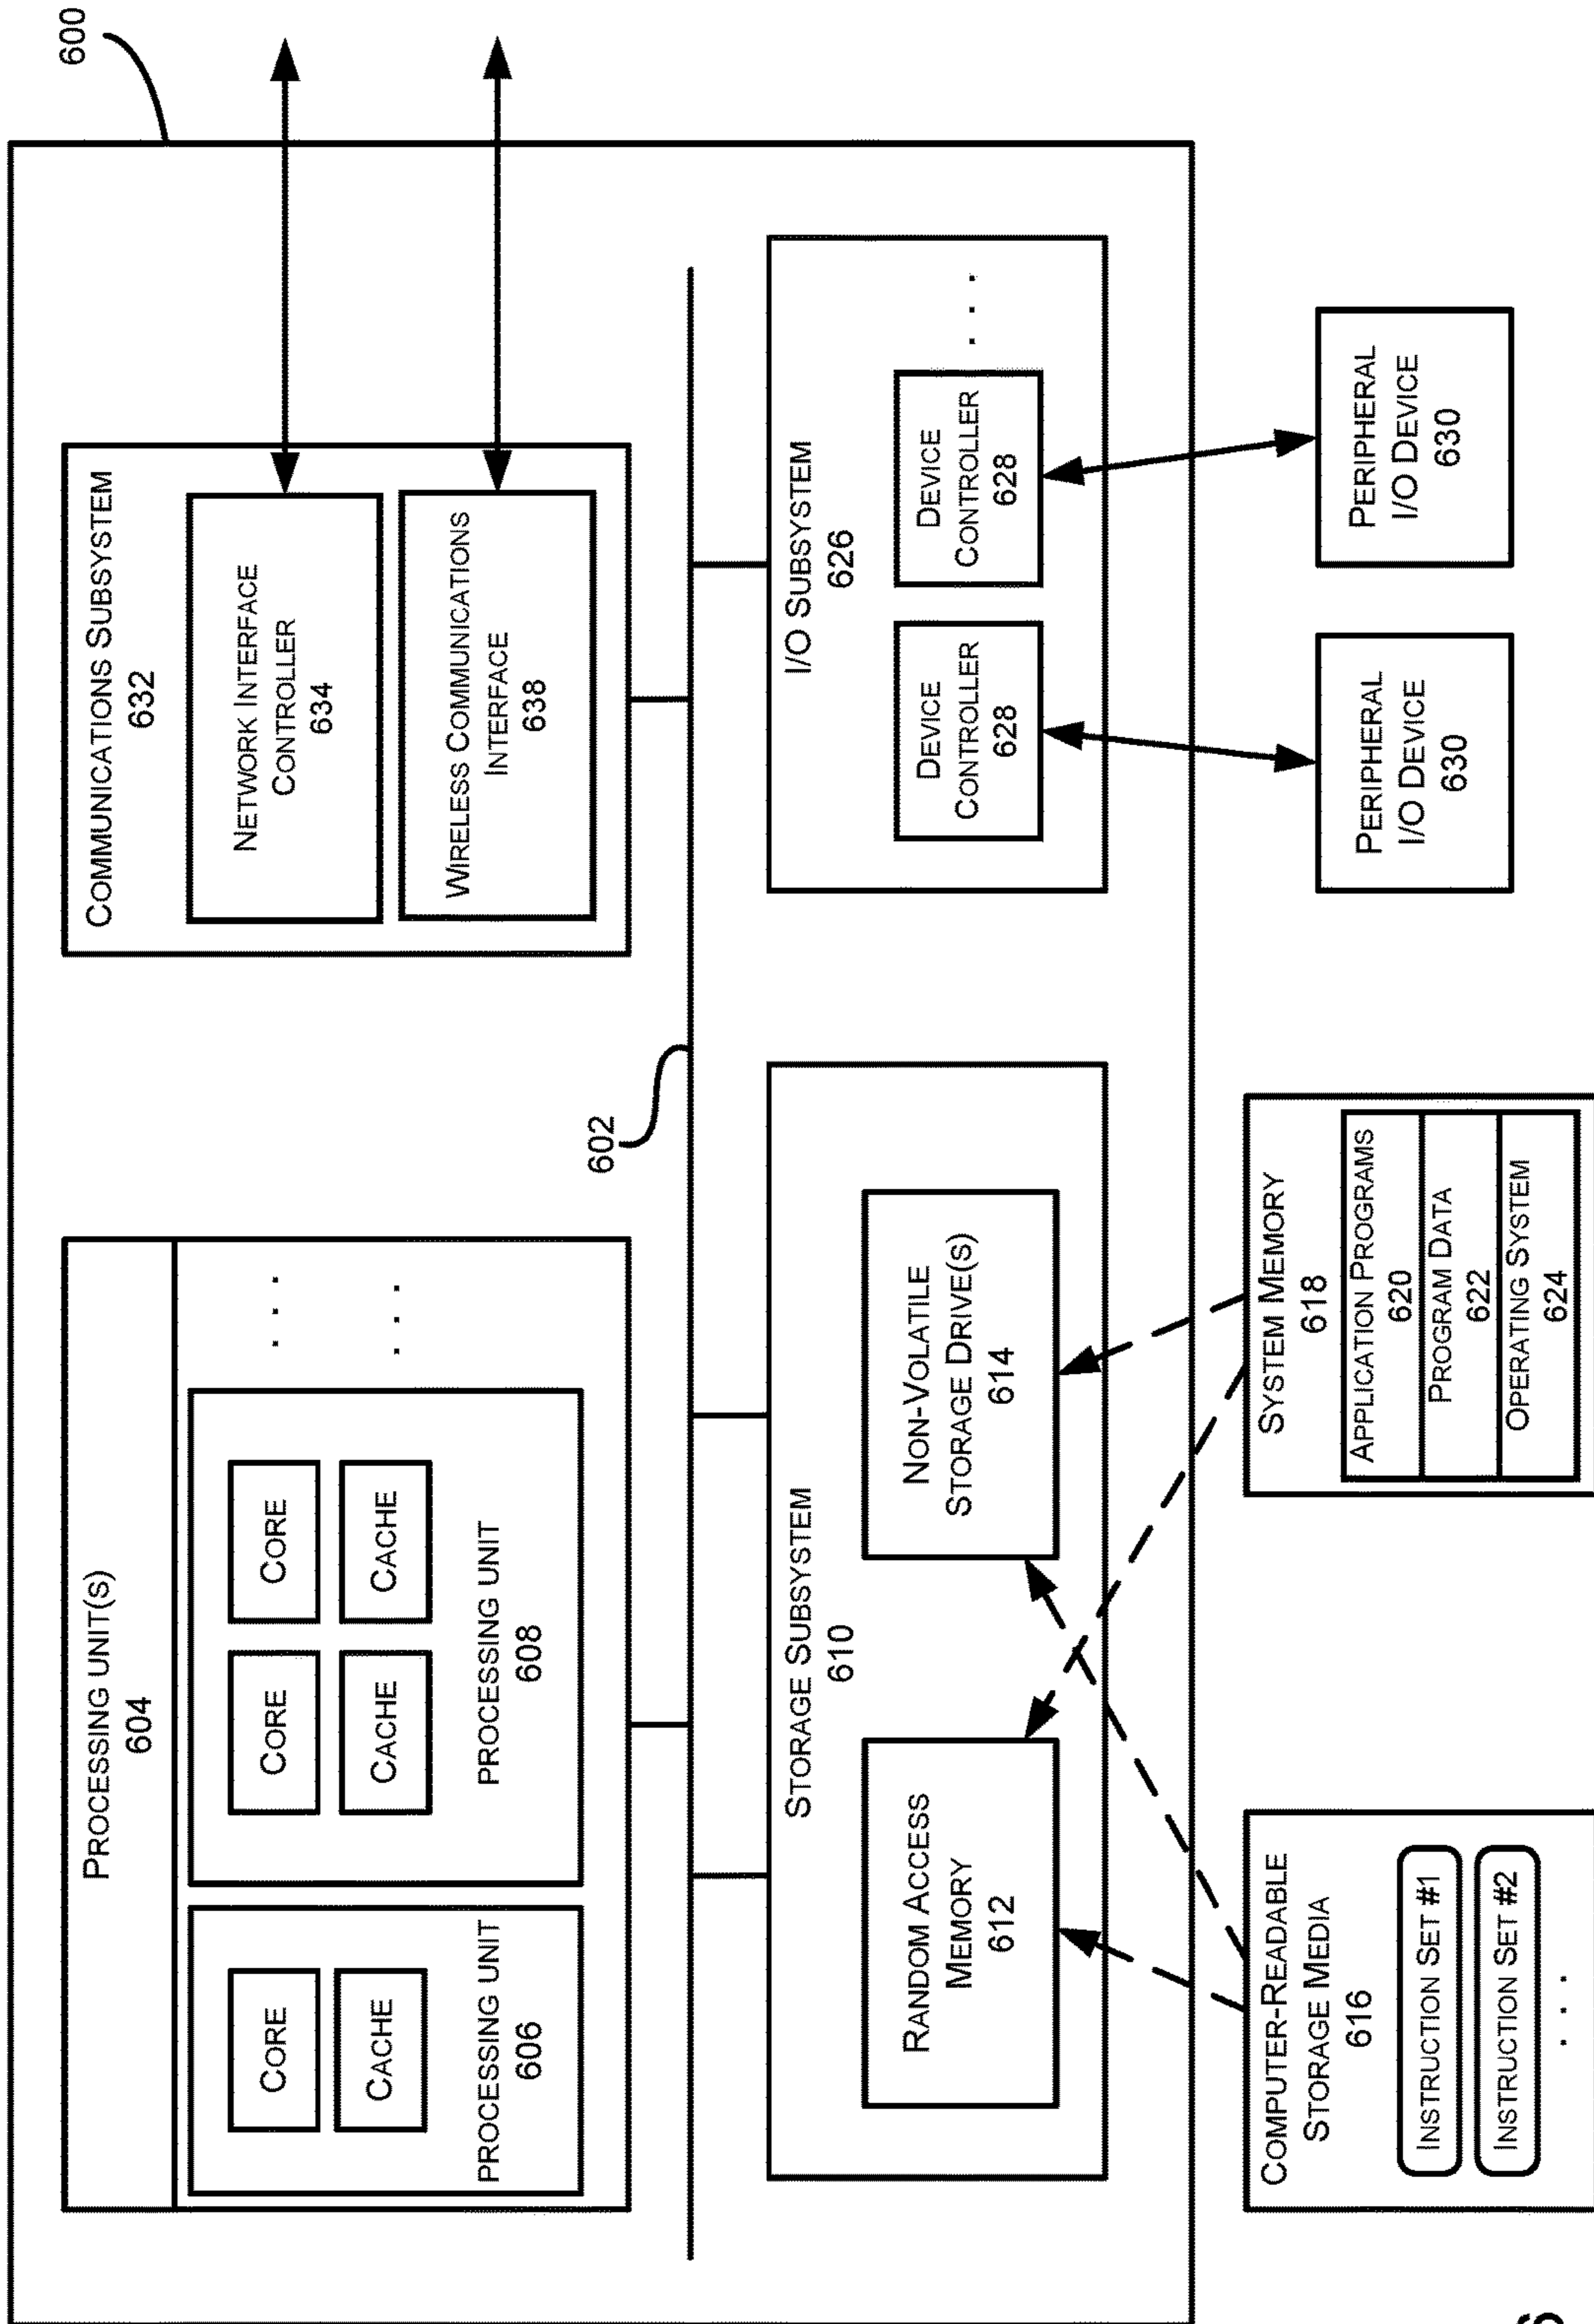 600
PROCESSING UNIT(S)
604
CORE
CACHE
PROCESSING UNIT
606
CORE
CORE
CACHE
CACHE
PROCESSING UNIT
608
. . .
. . .
COMMUNICATIONS SUBSYSTEM
632
NETWORK INTERFACE
CONTROLLER
634
WIRELESS COMMUNICATIONS
INTERFACE
638
602
STORAGE SUBSYSTEM
610
RANDOM ACCESS
MEMORY
612
NON-VOLATILE
STORAGE DRIVE(S)
614
I/O SUBSYSTEM
626
DEVICE
CONTROLLER
628
DEVICE
CONTROLLER
628
. . .
COMPUTER-READABLE
STORAGE MEDIA
616
INSTRUCTION SET #1
INSTRUCTION SET #2
. . .
SYSTEM MEMORY
618
APPLICATION PROGRAMS
620
PROGRAM DATA
622
OPERATING SYSTEM
624
PERIPHERAL
I/O DEVICE
630
PERIPHERAL
I/O DEVICE
630